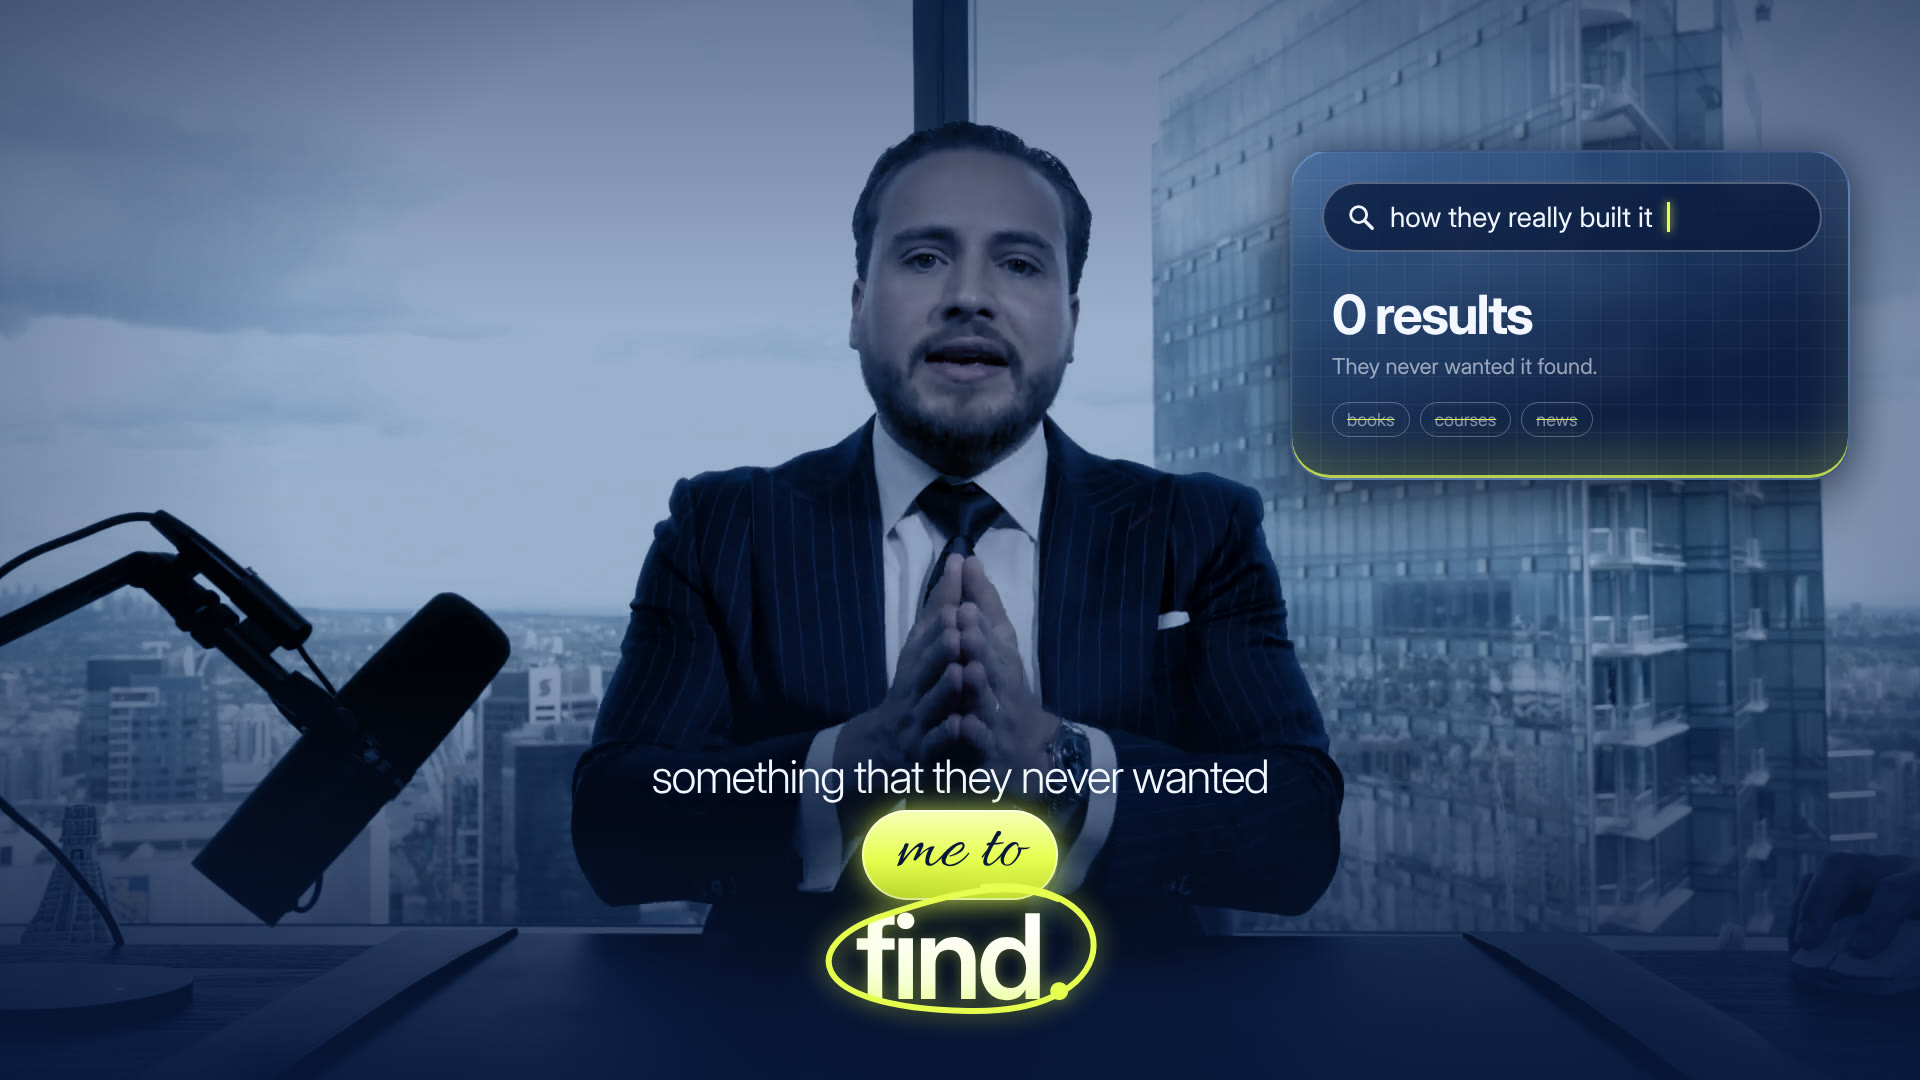 how they really built it
0 results
They never wanted it found.
books courses news
something that they never wanted
me to
find.